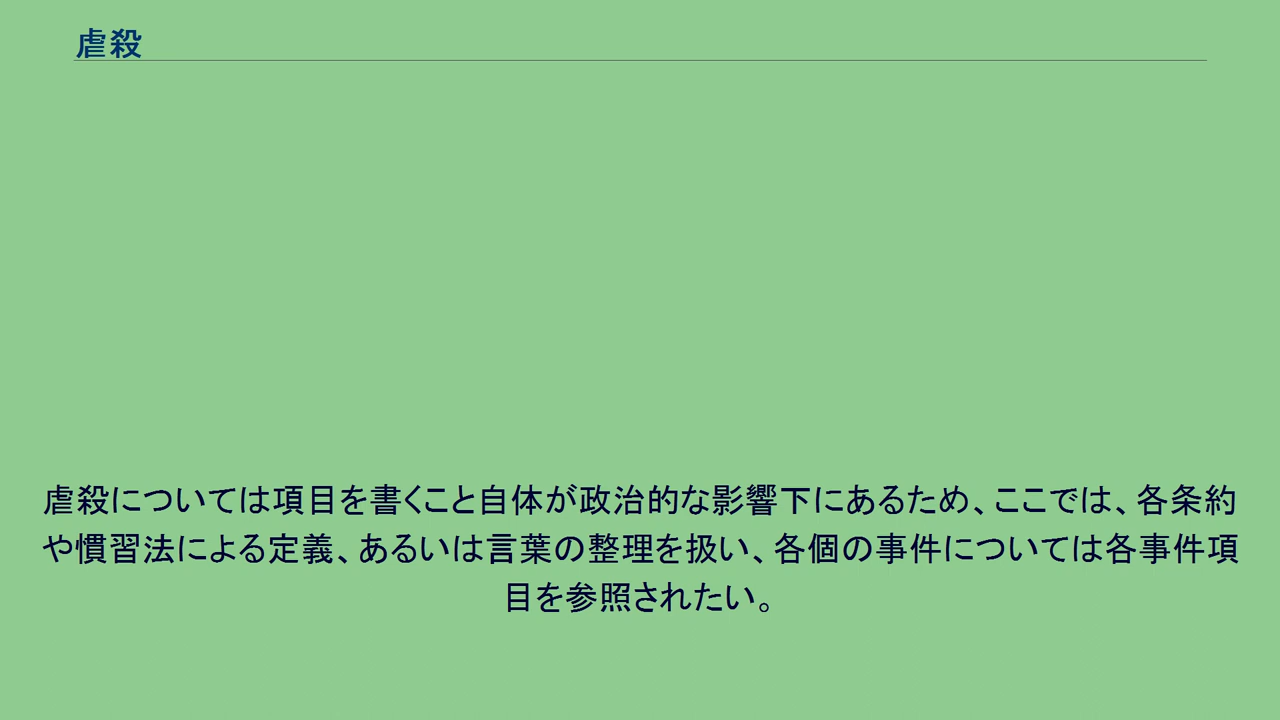 虐殺
虐殺については項目を書くこと自体が政治的な影響下にあるため、ここでは、各条約
や慣習法による定義、あるいは言葉の整理を扱い、各個の事件については各事件項
目を参照されたい。